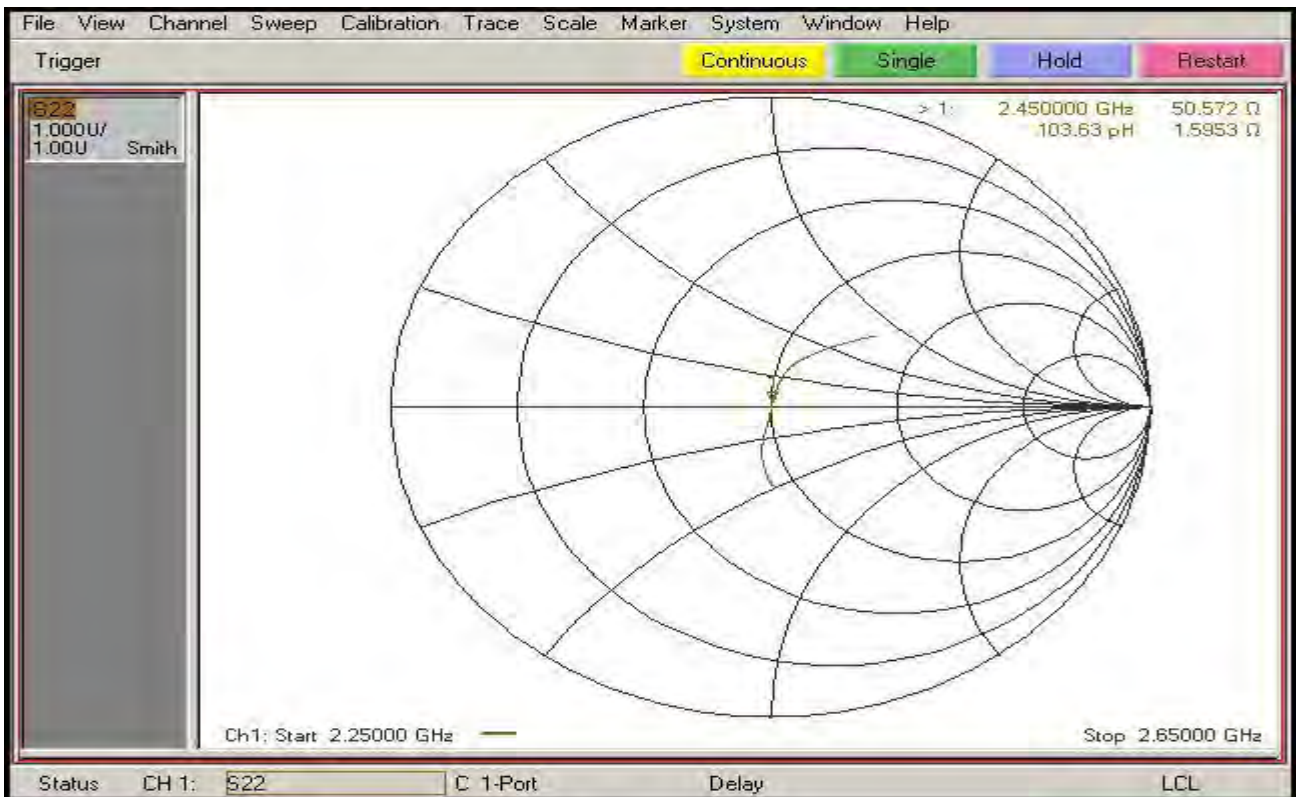 File View Channel Sweep Calibration Trace Scale Marker System Window Help
Trigger Continuous Single Hold Restart
S22
1.000U/
1.00U Smith
> 1: 2.450000 GHz 50.572 Ω
103.63 pH 1.5953 Ω
Ch1: Start 2.25000 GHz Stop 2.65000 GHz
Status CH 1: S22 C 1-Port Delay LCL